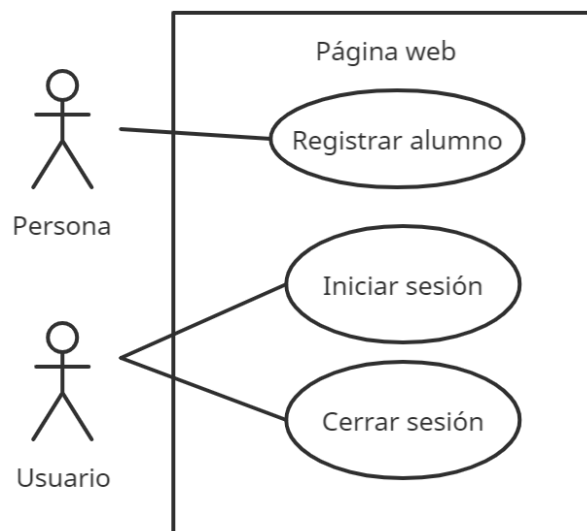 Página web
Registrar alumno
Persona
Iniciar sesión
Cerrar sesión
Usuario